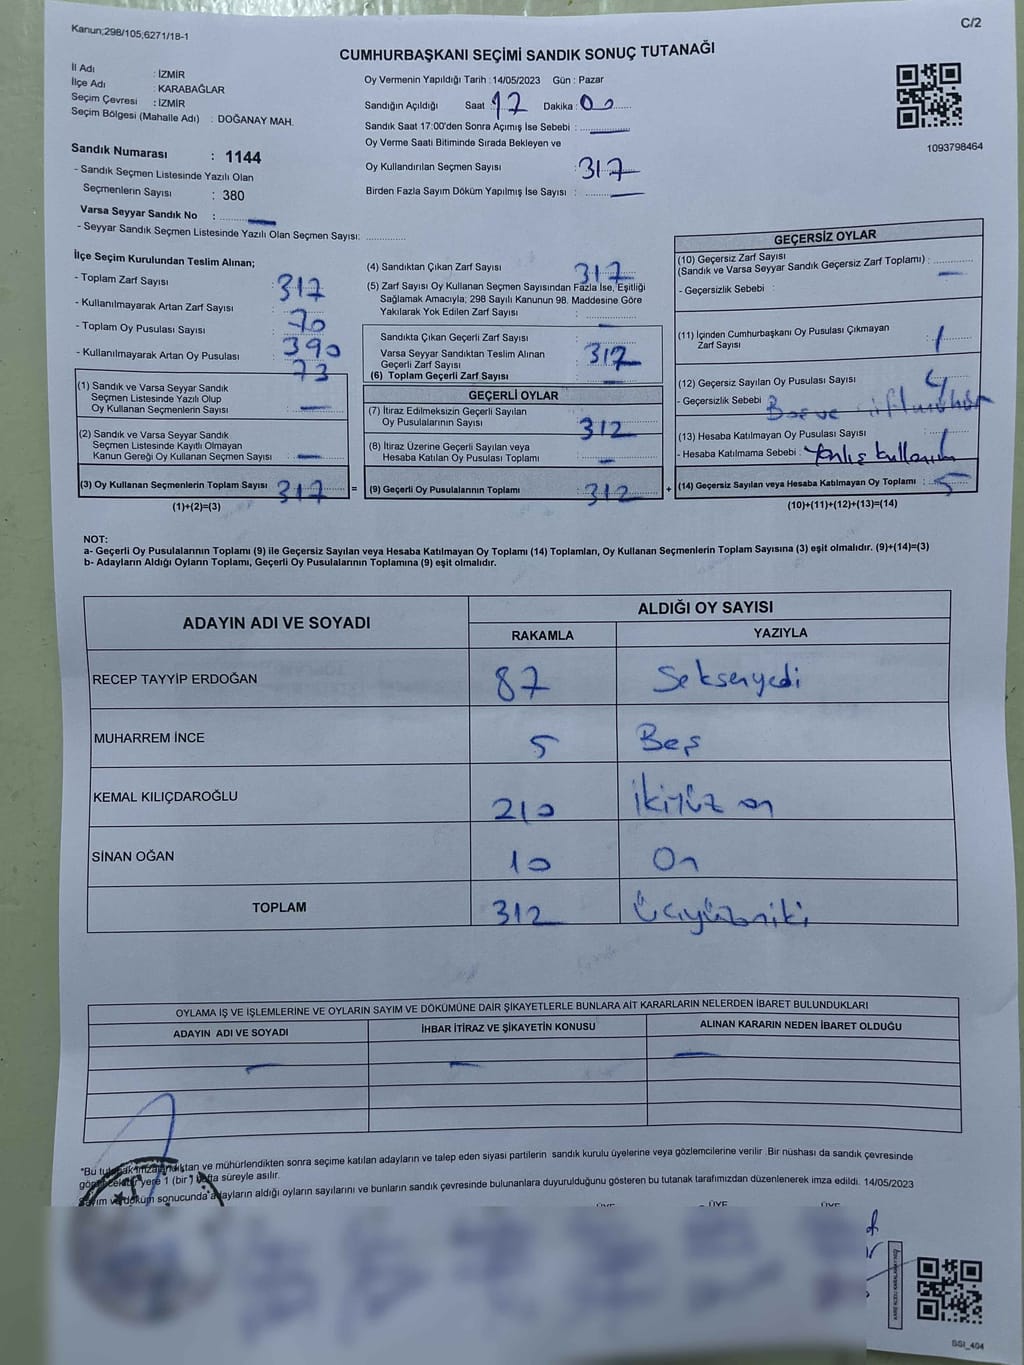 Kanun;298/105;6271/18-1
C/2
CUMHURBAŞKANI SEÇİMİ SANDIK SONUÇ TUTANAĞI
İl Adı : İZMİR
İlçe Adı : KARABAĞLAR
Seçim Çevresi : İZMİR
Seçim Bölgesi (Mahalle Adı) : DOĞANAY MAH.
Sandık Numarası : 1144
- Sandık Seçmen Listesinde Yazılı Olan
Seçmenlerin Sayısı : 380
Varsa Seyyar Sandık No : —
- Seyyar Sandık Seçmen Listesinde Yazılı Olan Seçmen Sayısı: ..............
Oy Vermenin Yapıldığı Tarih : 14/05/2023 Gün : Pazar
Sandığın Açıldığı Saat : 17 Dakika : 00
Sandık Saat 17:00'den Sonra Açımış İse Sebebi : —
Oy Verme Saati Bitiminde Sırada Bekleyen ve
Oy Kullandırılan Seçmen Sayısı : 317
Birden Fazla Sayım Döküm Yapılmış İse Sayısı : —
1093798464
İlçe Seçim Kurulundan Teslim Alınan;
- Toplam Zarf Sayısı : 317
- Kullanılmayarak Artan Zarf Sayısı : 70
- Toplam Oy Pusulası Sayısı : 390
- Kullanılmayarak Artan Oy Pusulası : 73
(1) Sandık ve Varsa Seyyar Sandık
Seçmen Listesinde Yazılı Olup
Oy Kullanan Seçmenlerin Sayısı : —
(2) Sandık ve Varsa Seyyar Sandık
Seçmen Listesinde Kayıtlı Olmayan
Kanun Gereği Oy Kullanan Seçmen Sayısı : —
(3) Oy Kullanan Seçmenlerin Toplam Sayısı : 317 =
(1)+(2)=(3)
(4) Sandıktan Çıkan Zarf Sayısı : 317
(5) Zarf Sayısı Oy Kullanan Seçmen Sayısından Fazla İse, Eşitliği
Sağlamak Amacıyla; 298 Sayılı Kanunun 98. Maddesine Göre
Yakılarak Yok Edilen Zarf Sayısı : —
Sandıkta Çıkan Geçerli Zarf Sayısı
Varsa Seyyar Sandıktan Teslim Alınan
Geçerli Zarf Sayısı : 317
(6) Toplam Geçerli Zarf Sayısı : —
GEÇERLİ OYLAR
(7) İtiraz Edilmeksizin Geçerli Sayılan
Oy Pusulalarının Sayısı : 312
(8) İtiraz Üzerine Geçerli Sayılan veya
Hesaba Katılan Oy Pusulası Toplamı : —
(9) Geçerli Oy Pusulalarının Toplamı : 312 +
GEÇERSİZ OYLAR
(10) Geçersiz Zarf Sayısı
(Sandık ve Varsa Seyyar Sandık Geçersiz Zarf Toplamı) : —
- Geçersizlik Sebebi :
(11) İçinden Cumhurbaşkanı Oy Pusulası Çıkmayan
Zarf Sayısı : 1
(12) Geçersiz Sayılan Oy Pusulası Sayısı : 4
- Geçersizlik Sebebi :
(13) Hesaba Katılmayan Oy Pusulası Sayısı :
- Hesaba Katılmama Sebebi : Yanlış kullanım
(14) Geçersiz Sayılan veya Hesaba Katılmayan Oy Toplamı : 5
(10)+(11)+(12)+(13)=(14)
NOT:
a- Geçerli Oy Pusulalarının Toplamı (9) ile Geçersiz Sayılan veya Hesaba Katılmayan Oy Toplamı (14) Toplamları, Oy Kullanan Seçmenlerin Toplam Sayısına (3) eşit olmalıdır. (9)+(14)=(3)
b- Adayların Aldığı Oyların Toplamı, Geçerli Oy Pusulalarının Toplamına (9) eşit olmalıdır.
ADAYIN ADI VE SOYADI
ALDIĞI OY SAYISI
RAKAMLA YAZIYLA
RECEP TAYYİP ERDOĞAN 87 Seksenyedi
MUHARREM İNCE 5 Beş
KEMAL KILIÇDAROĞLU 210 İkiyüz on
SİNAN OĞAN 10 On
TOPLAM 312 Üçyüzoniki
OYLAMA İŞ VE İŞLEMLERİNE VE OYLARIN SAYIM VE DÖKÜMÜNE DAİR ŞİKAYETLERLE BUNLARA AİT KARARLARIN NELERDEN İBARET BULUNDUKLARI
ADAYIN ADI VE SOYADI İHBAR İTİRAZ VE ŞİKAYETİN KONUSU ALINAN KARARIN NEDEN İBARET OLDUĞU
— — —
"Bu tutanak imzalandıktan ve mühürlendikten sonra seçime katılan adayların ve talep eden siyasi partilerin sandık kurulu üyelerine veya gözlemcilerine verilir. Bir nüshası da sandık çevresinde
görecek bir yere 1 (bir) hafta süreyle asılır.
Sayım ve döküm sonucunda adayların aldığı oyların sayılarını ve bunların sandık çevresinde bulunanlara duyurulduğunu gösteren bu tutanak tarafımızdan düzenlenerek imza edildi. 14/05/2023
ÜYE ÜYE ÜYE
SSI_404